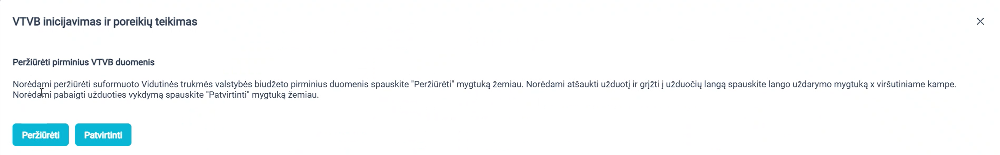 VTVB inicijavimas ir poreikių teikimas
Peržiūrėti pirminius VTVB duomenis
Norėdami peržiūrėti suformuoto Vidutinės trukmės valstybės biudžeto pirminius duomenis spauskite "Peržiūrėti" mygtuką žemiau. Norėdami atšaukti užduotį ir grįžti į užduočių langą spauskite lango uždarymo mygtuką x viršutiniame kampe.
Norėdami pabaigti užduoties vykdymą spauskite "Patvirtinti" mygtuką žemiau.
Peržiūrėti Patvirtinti